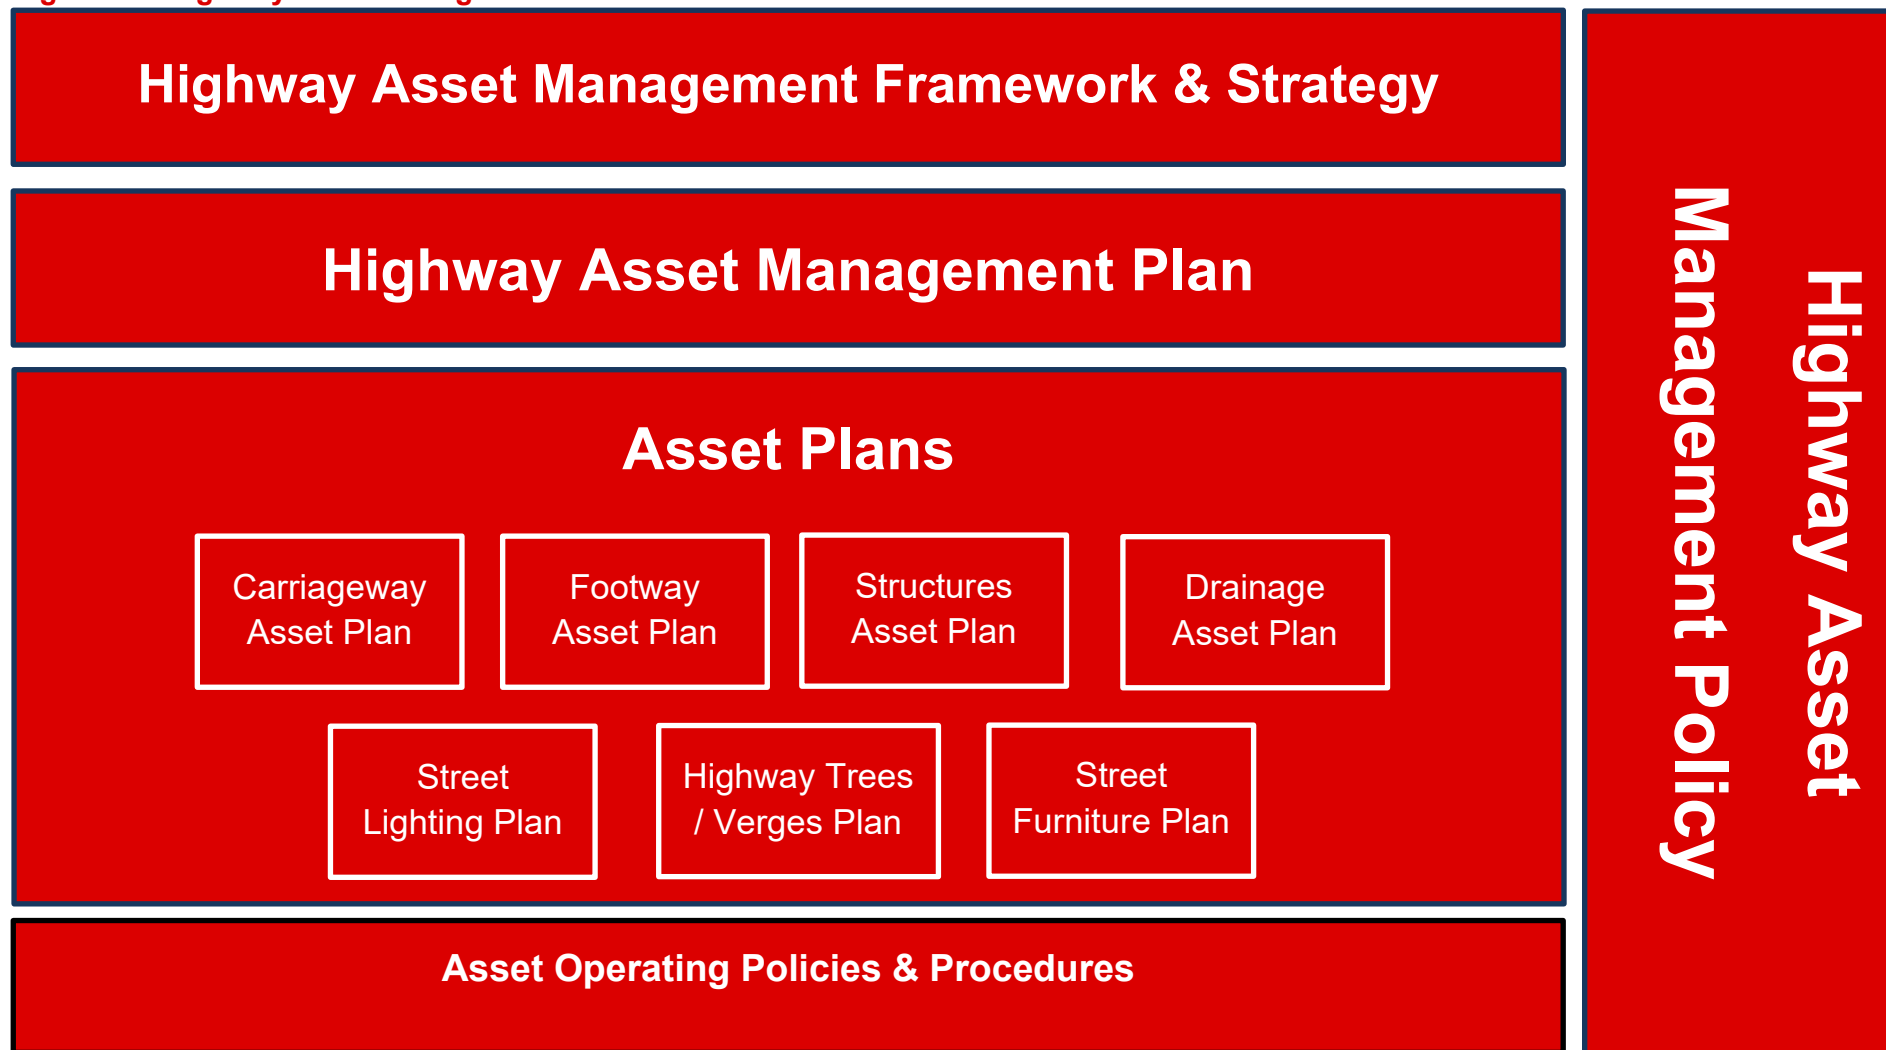 Highway Asset Management Framework & Strategy
Highway Asset Management Plan
Asset Plans
Carriageway
Asset Plan
Footway
Asset Plan
Structures
Asset Plan
Drainage
Asset Plan
Street
Lighting Plan
Highway Trees
/ Verges Plan
Street
Furniture Plan
Asset Operating Policies & Procedures
Highway Asset
Management Policy